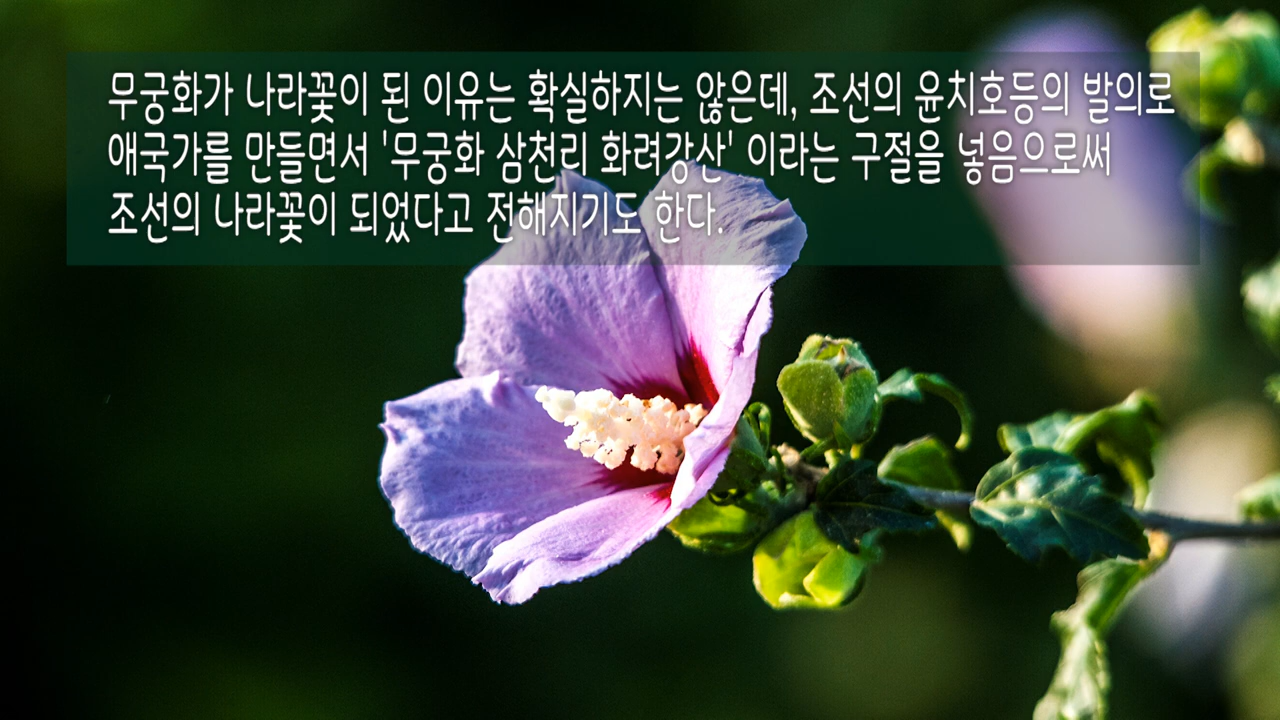 무궁화가 나라꽃이 된 이유는 확실하지는 않은데, 조선의 윤치호등의 발의로
애국가를 만들면서 '무궁화 삼천리 화려강산' 이라는 구절을 넣음으로써
조선의 나라꽃이 되었다고 전해지기도 한다.